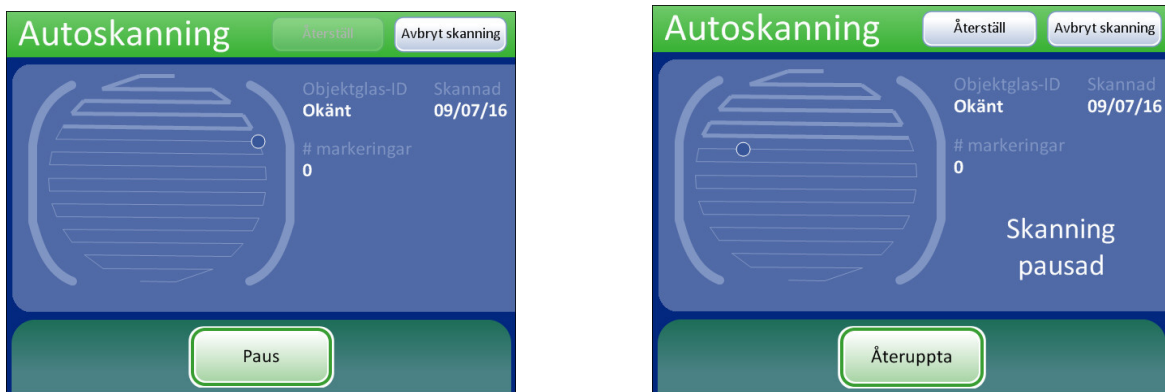 Autoskanning
Återställ
Avbryt skanning
Objektglas-ID Skannad
Okänt 09/07/16
# markeringar
0
Paus
Autoskanning
Återställ
Avbryt skanning
Objektglas-ID Skannad
Okänt 09/07/16
# markeringar
0
Skanning
pausad
Återuppta